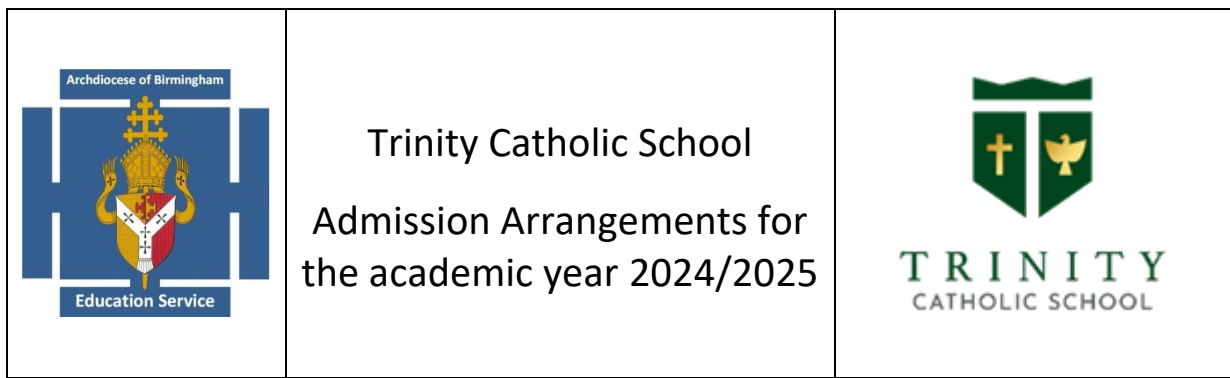 Archdiocese of Birmingham
Education Service
Trinity Catholic School
Admission Arrangements for
the academic year 2024/2025
TRINITY
CATHOLIC SCHOOL